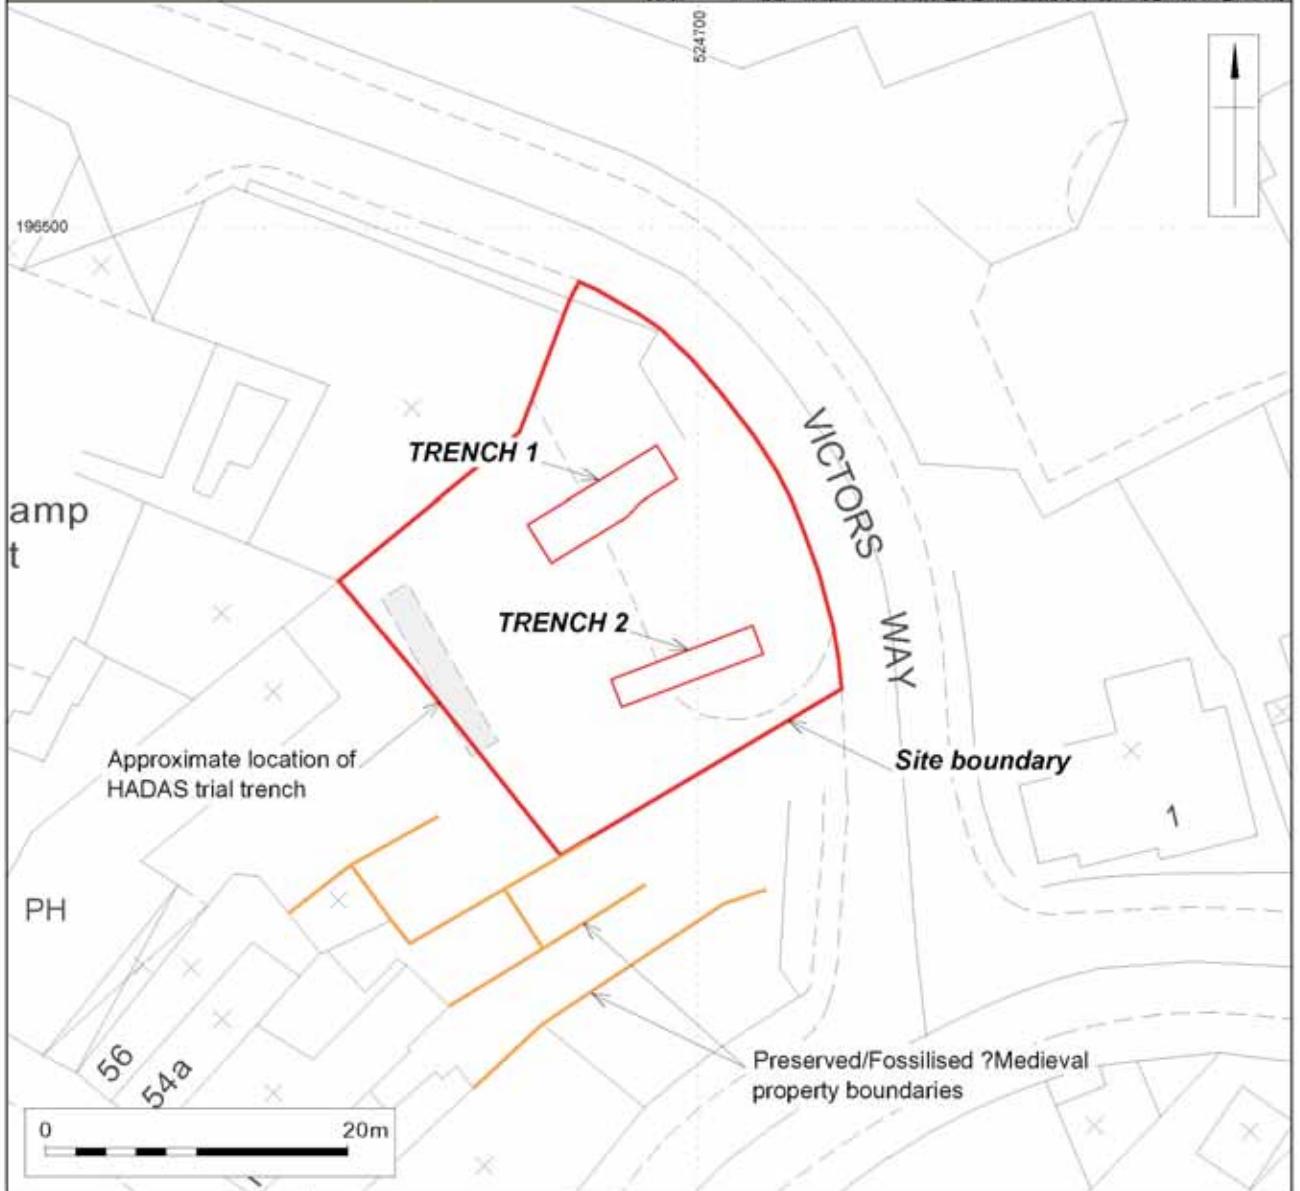 524700
196500
TRENCH 1
VICTORS WAY
amp
t
TRENCH 2
Approximate location of
HADAS trial trench
Site boundary
1
PH
Preserved/Fossilised ?Medieval
property boundaries
56
54a
0 20m